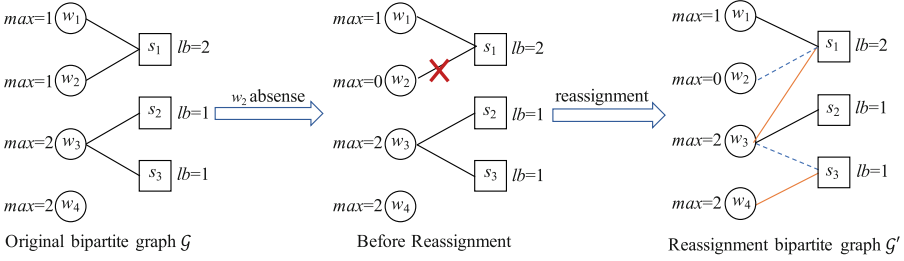 max=1 w1 s1 lb=2
max=1 w2
max=2 w3 s2 lb=1
s3 lb=1
max=2 w4
Original bipartite graph 𝒢
w2 absense
max=1 w1 s1 lb=2
max=0 w2
max=2 w3 s2 lb=1
s3 lb=1
max=2 w4
Before Reassignment
reassignment
max=1 w1 s1 lb=2
max=0 w2
max=2 w3 s2 lb=1
s3 lb=1
max=2 w4
Reassignment bipartite graph 𝒢′